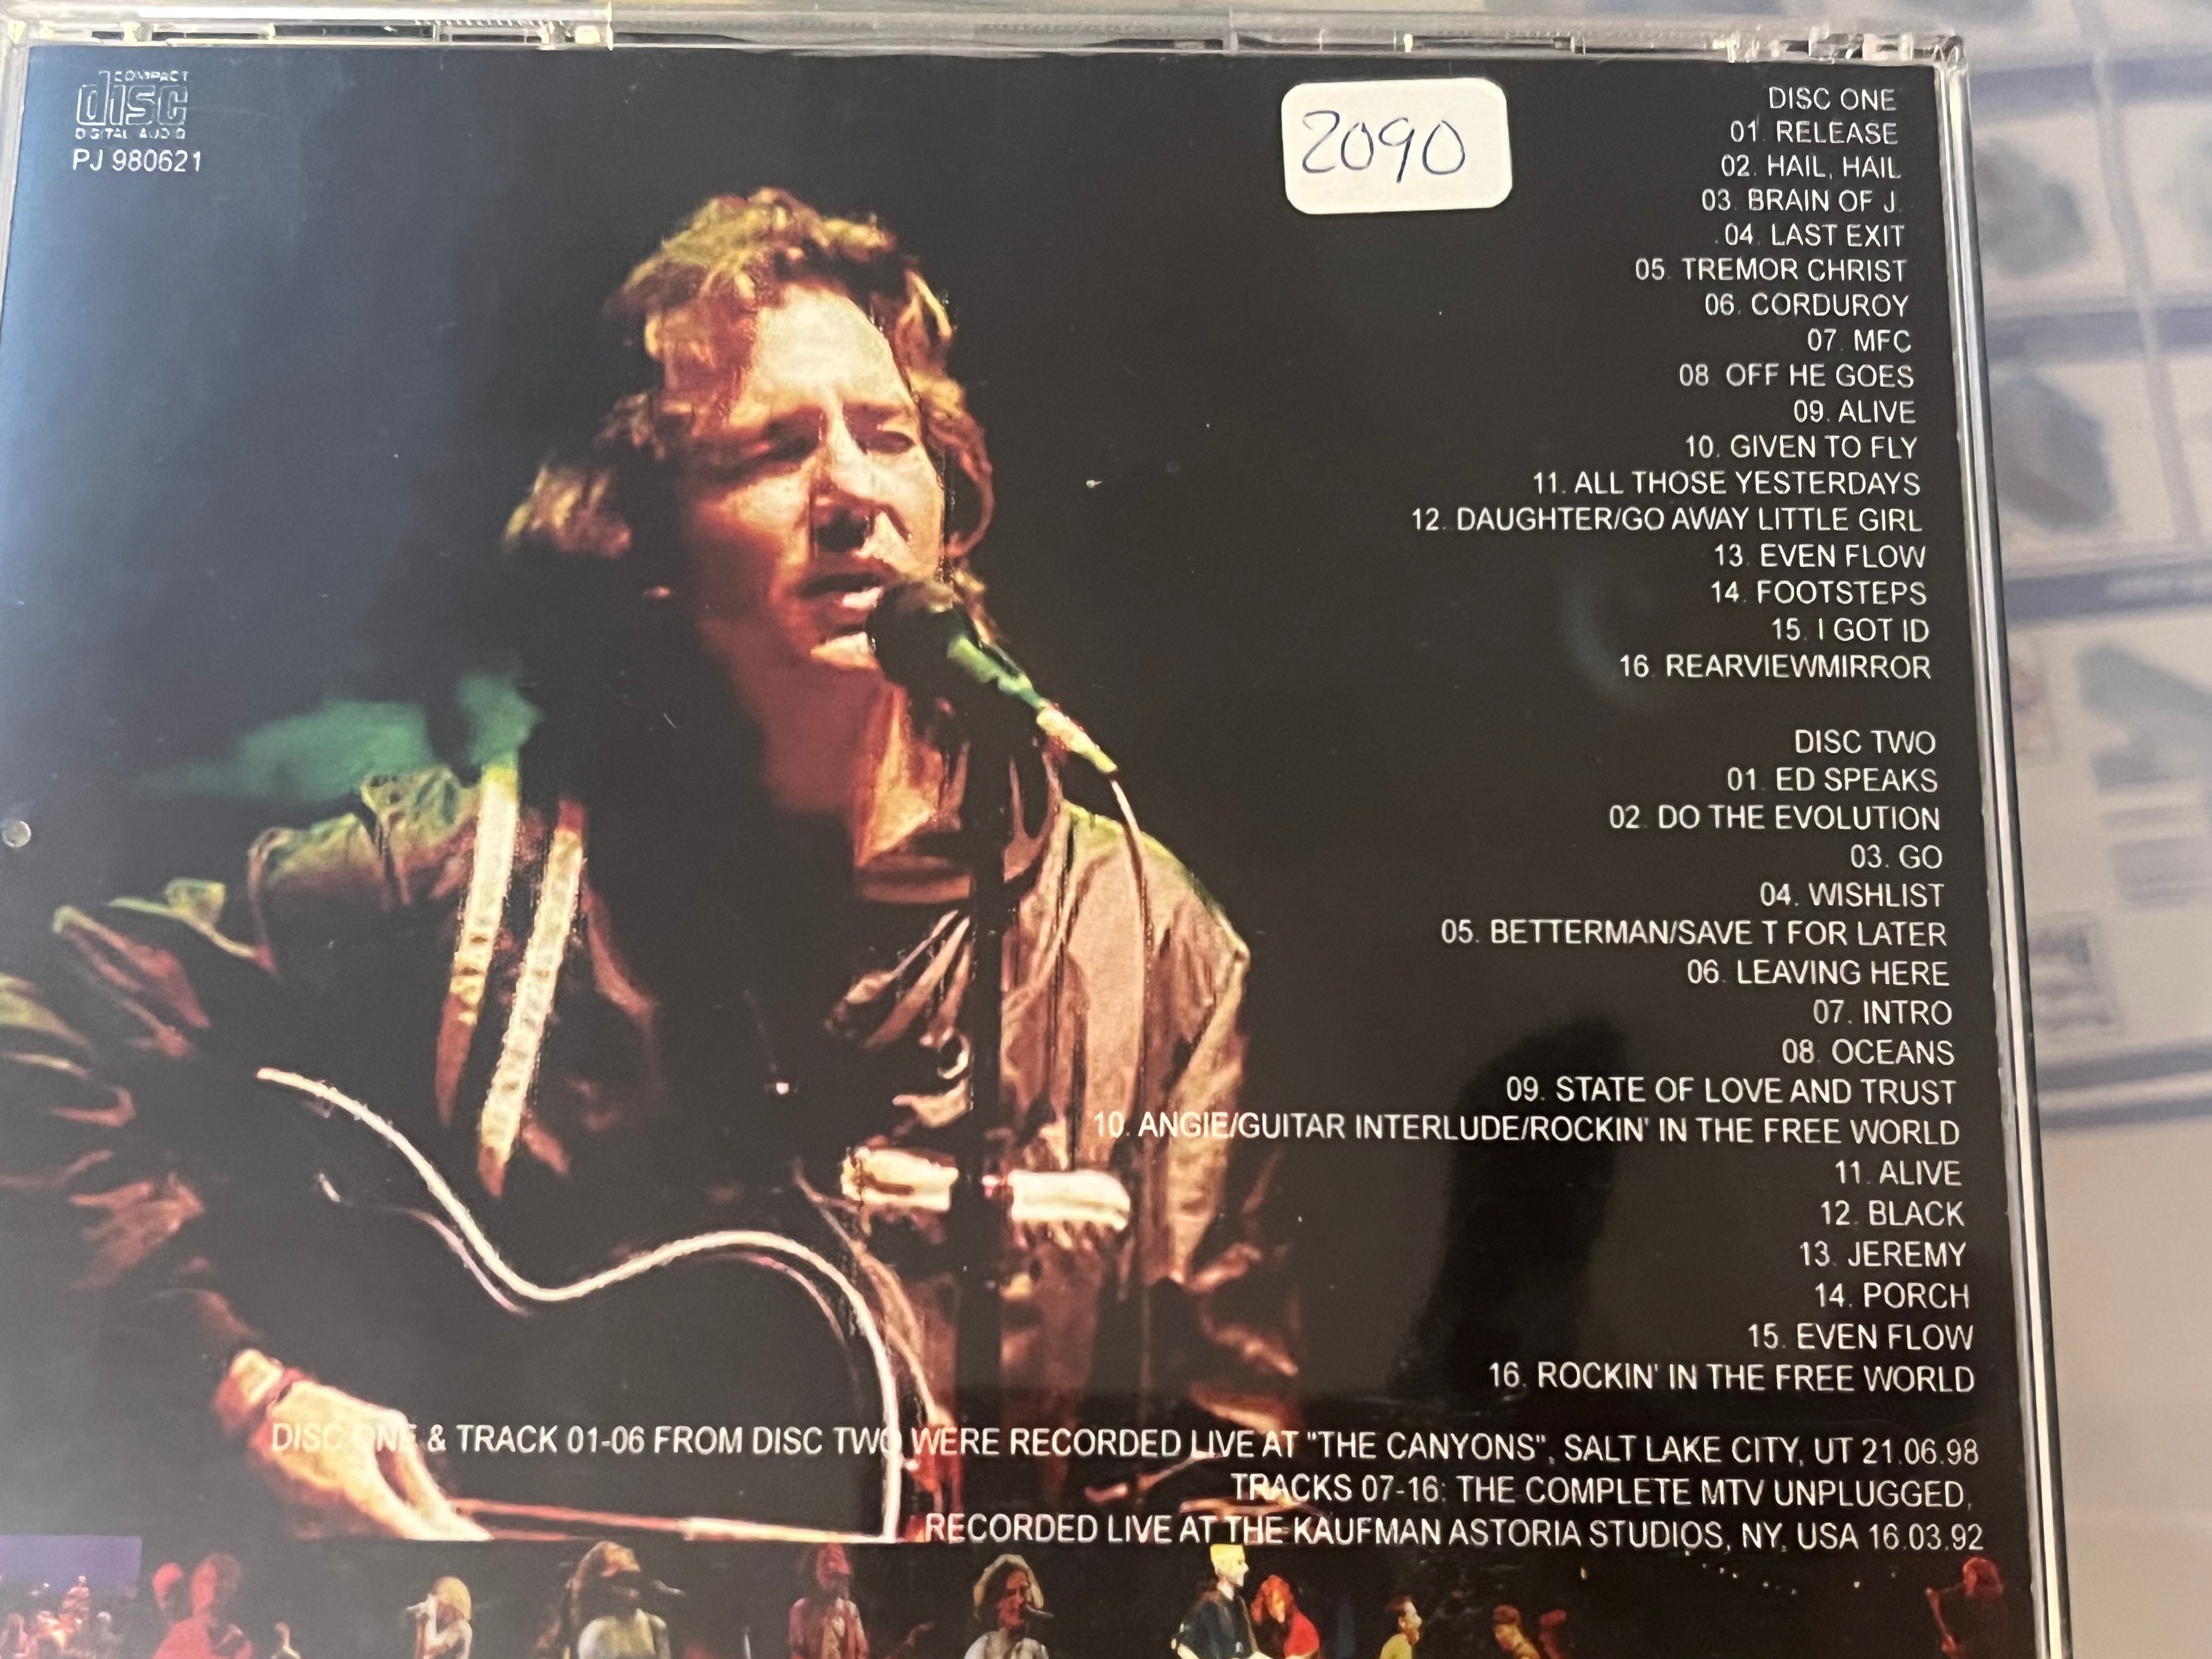 COMPACT
disc
DIGITAL AUDIO
PJ 980621
2090
DISC ONE
01. RELEASE
02. HAIL, HAIL
03. BRAIN OF J.
.04. LAST EXIT
05. TREMOR CHRIST
06. CORDUROY
07. MFC
08. OFF HE GOES
09. ALIVE
10. GIVEN TO FLY
11. ALL THOSE YESTERDAYS
12. DAUGHTER/GO AWAY LITTLE GIRL
13. EVEN FLOW
14. FOOTSTEPS
15. I GOT ID
16. REARVIEWMIRROR
DISC TWO
01. ED SPEAKS
02. DO THE EVOLUTION
03. GO
04. WISHLIST
05. BETTERMAN/SAVE T FOR LATER
06. LEAVING HERE
07. INTRO
08. OCEANS
09. STATE OF LOVE AND TRUST
10. ANGIE/GUITAR INTERLUDE/ROCKIN' IN THE FREE WORLD
11. ALIVE
12. BLACK
13. JEREMY
14. PORCH
15. EVEN FLOW
16. ROCKIN' IN THE FREE WORLD
DISC ONE & TRACK 01-06 FROM DISC TWO WERE RECORDED LIVE AT "THE CANYONS", SALT LAKE CITY, UT 21.06.98
TRACKS 07-16: THE COMPLETE MTV UNPLUGGED,
RECORDED LIVE AT THE KAUFMAN ASTORIA STUDIOS, NY, USA 16.03.92